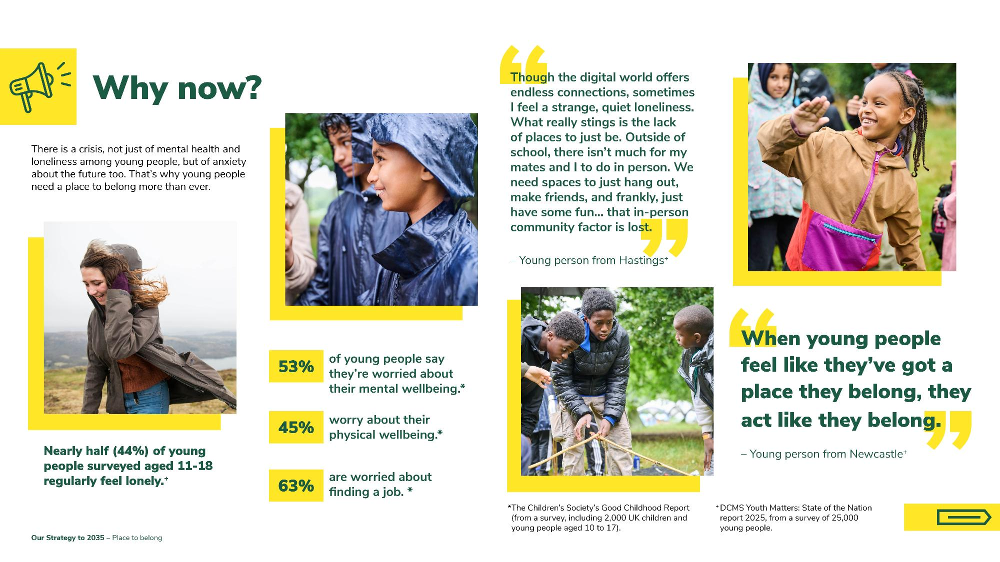 Why now?
There is a crisis, not just of mental health and
loneliness among young people, but of anxiety
about the future too. That’s why young people
need a place to belong more than ever.
Nearly half (44%) of young
people surveyed aged 11-18
regularly feel lonely.⁺
53%
of young people say
they’re worried about
their mental wellbeing.*
45%
worry about their
physical wellbeing.*
63%
are worried about
finding a job. *
“
Though the digital world offers
endless connections, sometimes
I feel a strange, quiet loneliness.
What really stings is the lack
of places to just be. Outside of
school, there isn’t much for my
mates and I to do in person. We
need spaces to just hang out,
make friends, and frankly, just
have some fun... that in-person
community factor is lost.
”
– Young person from Hastings⁺
“
When young people
feel like they’ve got a
place they belong, they
act like they belong.
”
– Young person from Newcastle⁺
*The Children’s Society’s Good Childhood Report
(from a survey, including 2,000 UK children and
young people aged 10 to 17).
⁺DCMS Youth Matters: State of the Nation
report 2025, from a survey of 25,000
young people.
Our Strategy to 2035 – Place to belong